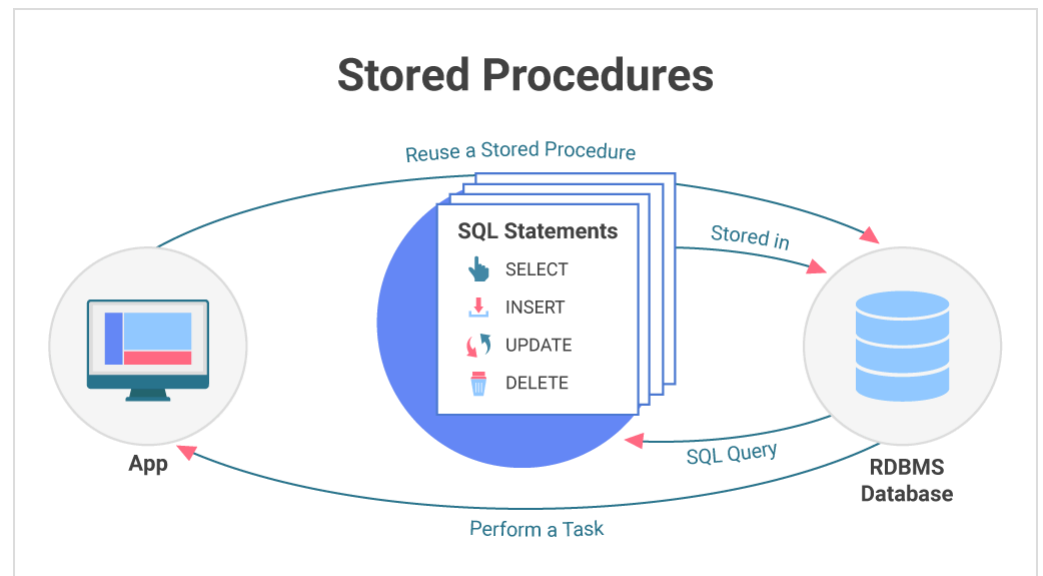 Stored Procedures
Reuse a Stored Procedure
SQL Statements
Stored in
SELECT
INSERT
UPDATE
DELETE
SQL Query
App
RDBMS
Database
Perform a Task